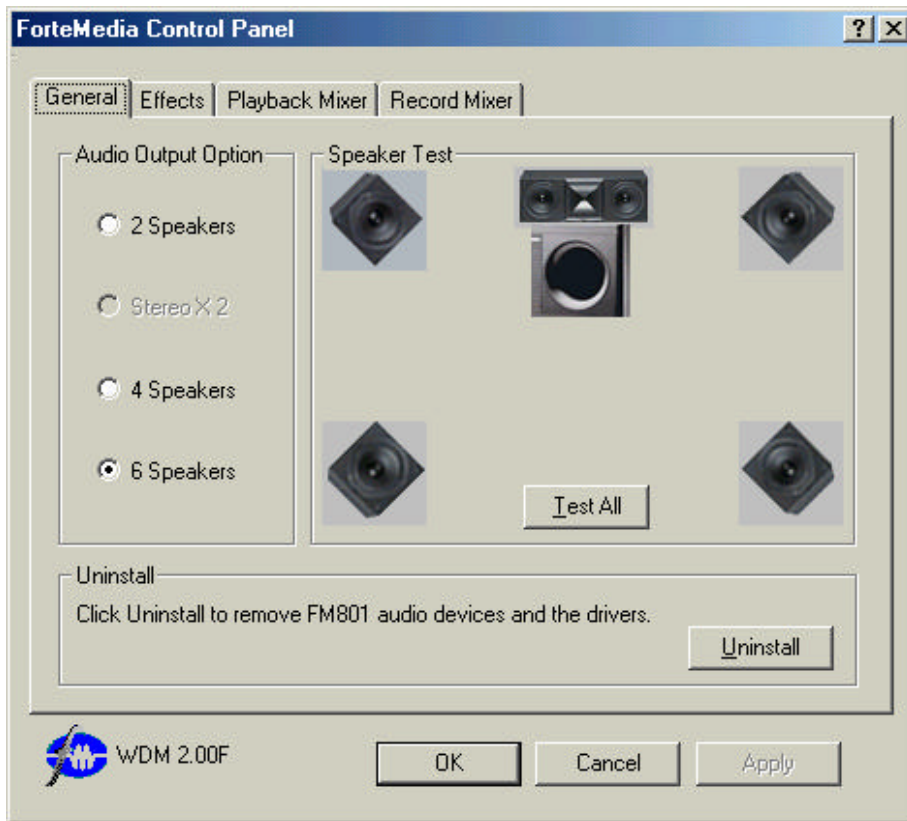 ForteMedia Control Panel
General Effects Playback Mixer Record Mixer
Audio Output Option
2 Speakers
Stereo X 2
4 Speakers
6 Speakers
Speaker Test
Test All
Uninstall
Click Uninstall to remove FM801 audio devices and the drivers.
Uninstall
WDM 2.00F
OK Cancel Apply